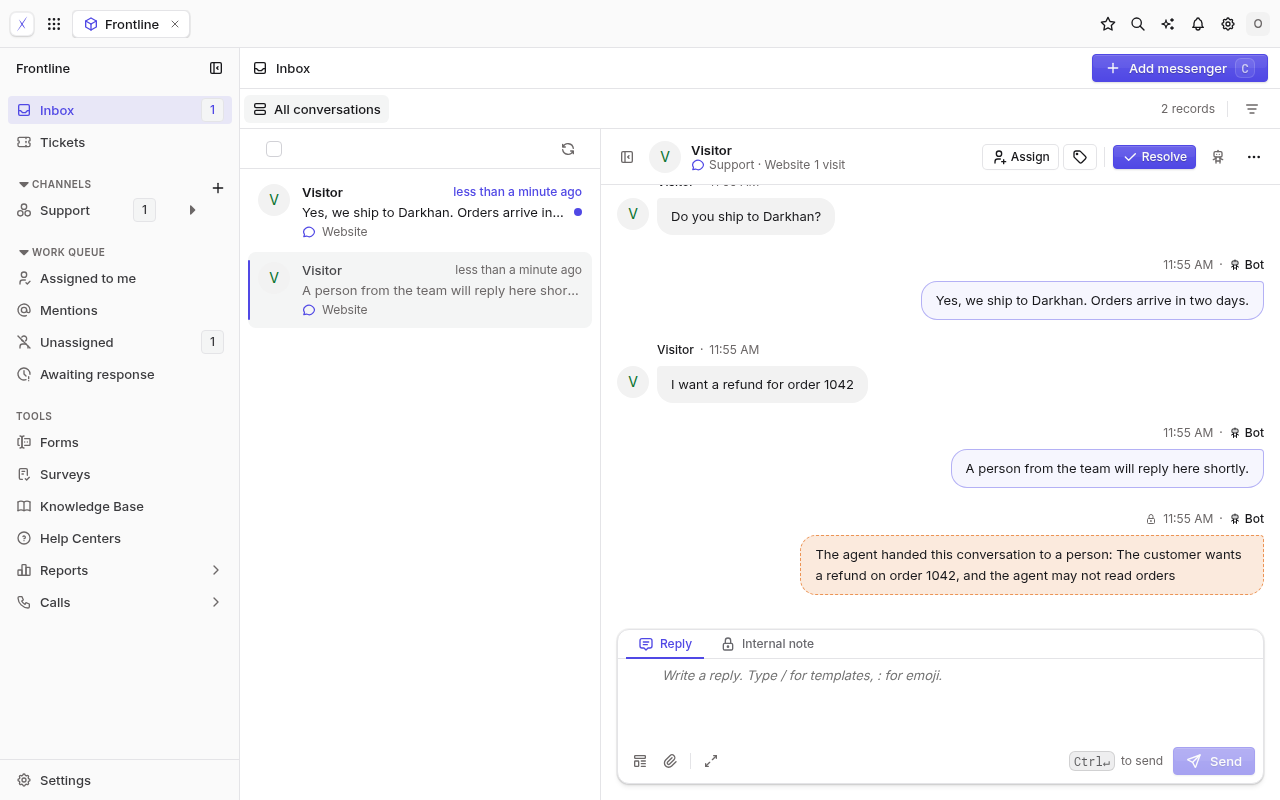 Frontline
O
Frontline
Inbox
1
Tickets
CHANNELS
Support
1
WORK QUEUE
Assigned to me
Mentions
Unassigned
1
Awaiting response
TOOLS
Forms
Surveys
Knowledge Base
Help Centers
Reports
Calls
Settings
Inbox
Add messenger C
All conversations
2 records
V
Visitor
less than a minute ago
Yes, we ship to Darkhan. Orders arrive in...
Website
V
Visitor
less than a minute ago
A person from the team will reply here shor...
Website
V
Visitor
Support · Website 1 visit
Assign
Resolve
V
Do you ship to Darkhan?
11:55 AM · Bot
Yes, we ship to Darkhan. Orders arrive in two days.
Visitor · 11:55 AM
V
I want a refund for order 1042
11:55 AM · Bot
A person from the team will reply here shortly.
11:55 AM · Bot
The agent handed this conversation to a person: The customer wants
a refund on order 1042, and the agent may not read orders
Reply
Internal note
Write a reply. Type / for templates, : for emoji.
Ctrl↵ to send
Send